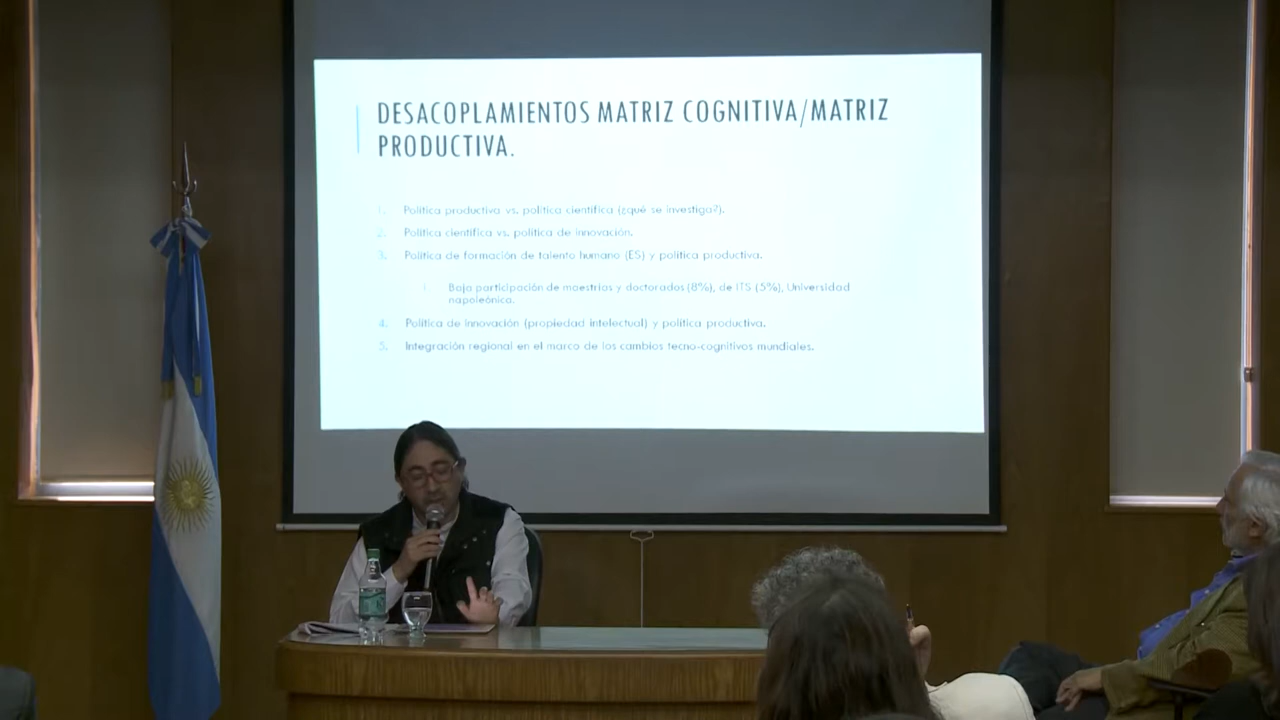 DESACOPLAMIENTOS MATRIZ COGNITIVA/MATRIZ
PRODUCTIVA.
1. Política productiva vs. política científica (¿qué se investiga?).
2. Política científica vs. política de innovación.
3. Política de formación de talento humano (ES) y política productiva.
1. Baja participación de maestrías y doctorados (8%), de ITS (5%), Universidad
napoleónica.
4. Política de innovación (propiedad intelectual) y política productiva.
5. Integración regional en el marco de los cambios tecno-cognitivos mundiales.